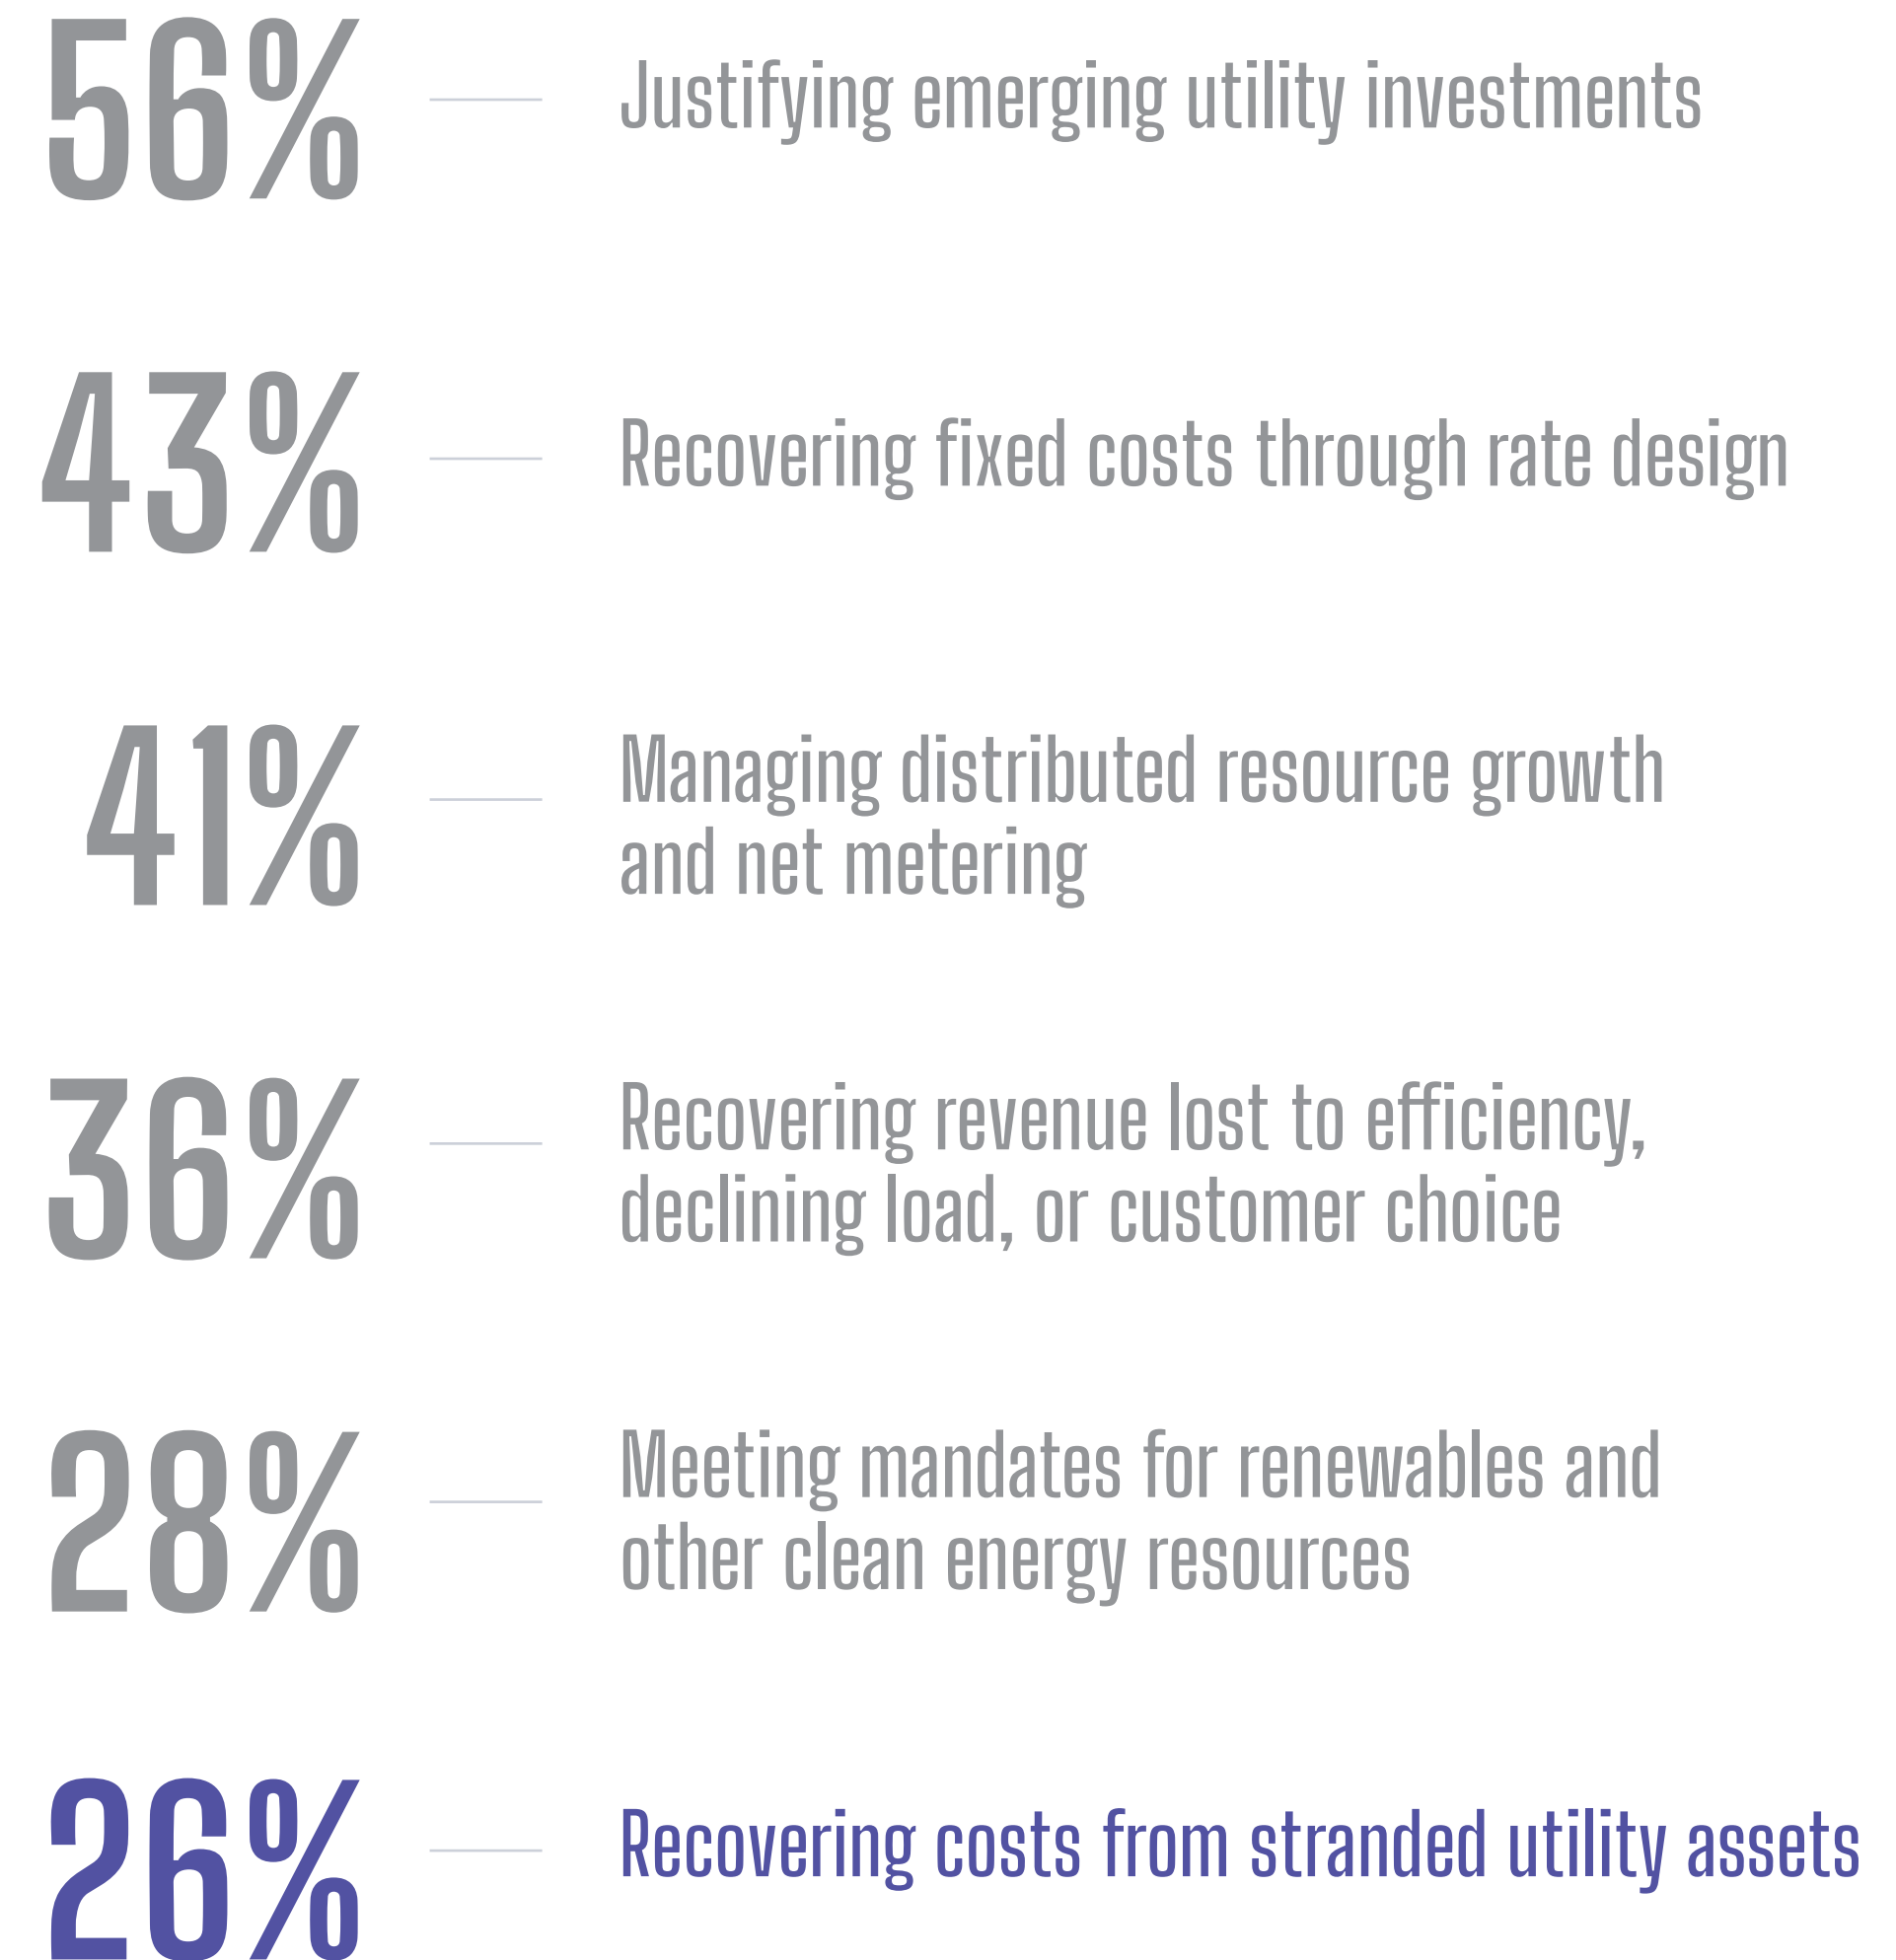 56% Justifying emerging utility investments
43% Recovering fixed costs through rate design
41% Managing distributed resource growth
and net metering
36% Recovering revenue lost to efficiency,
declining load, or customer choice
28% Meeting mandates for renewables and
other clean energy resources
26% Recovering costs from stranded utility assets